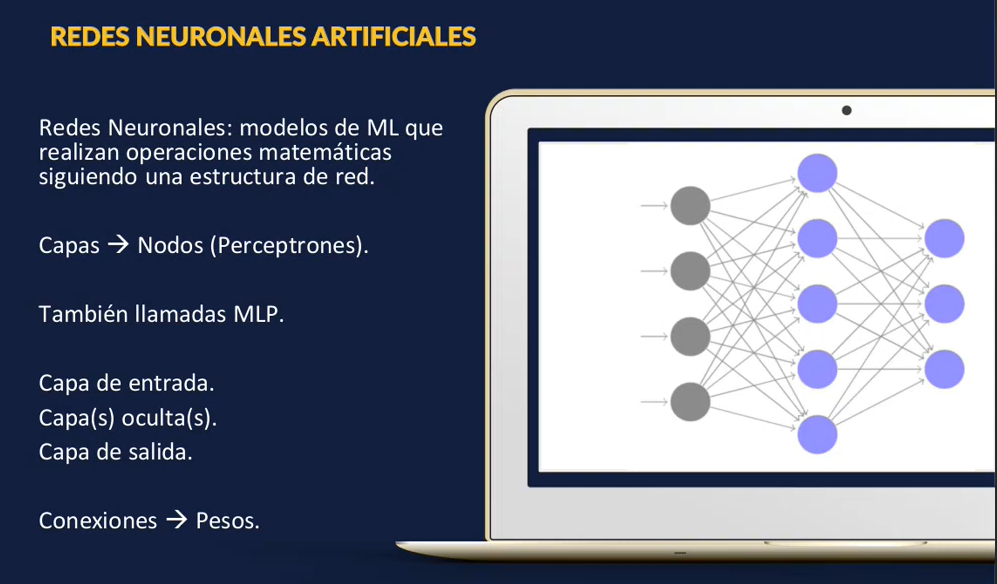 REDES NEURONALES ARTIFICIALES
Redes Neuronales: modelos de ML que
realizan operaciones matemáticas
siguiendo una estructura de red.
Capas → Nodos (Perceptrones).
También llamadas MLP.
Capa de entrada.
Capa(s) oculta(s).
Capa de salida.
Conexiones → Pesos.